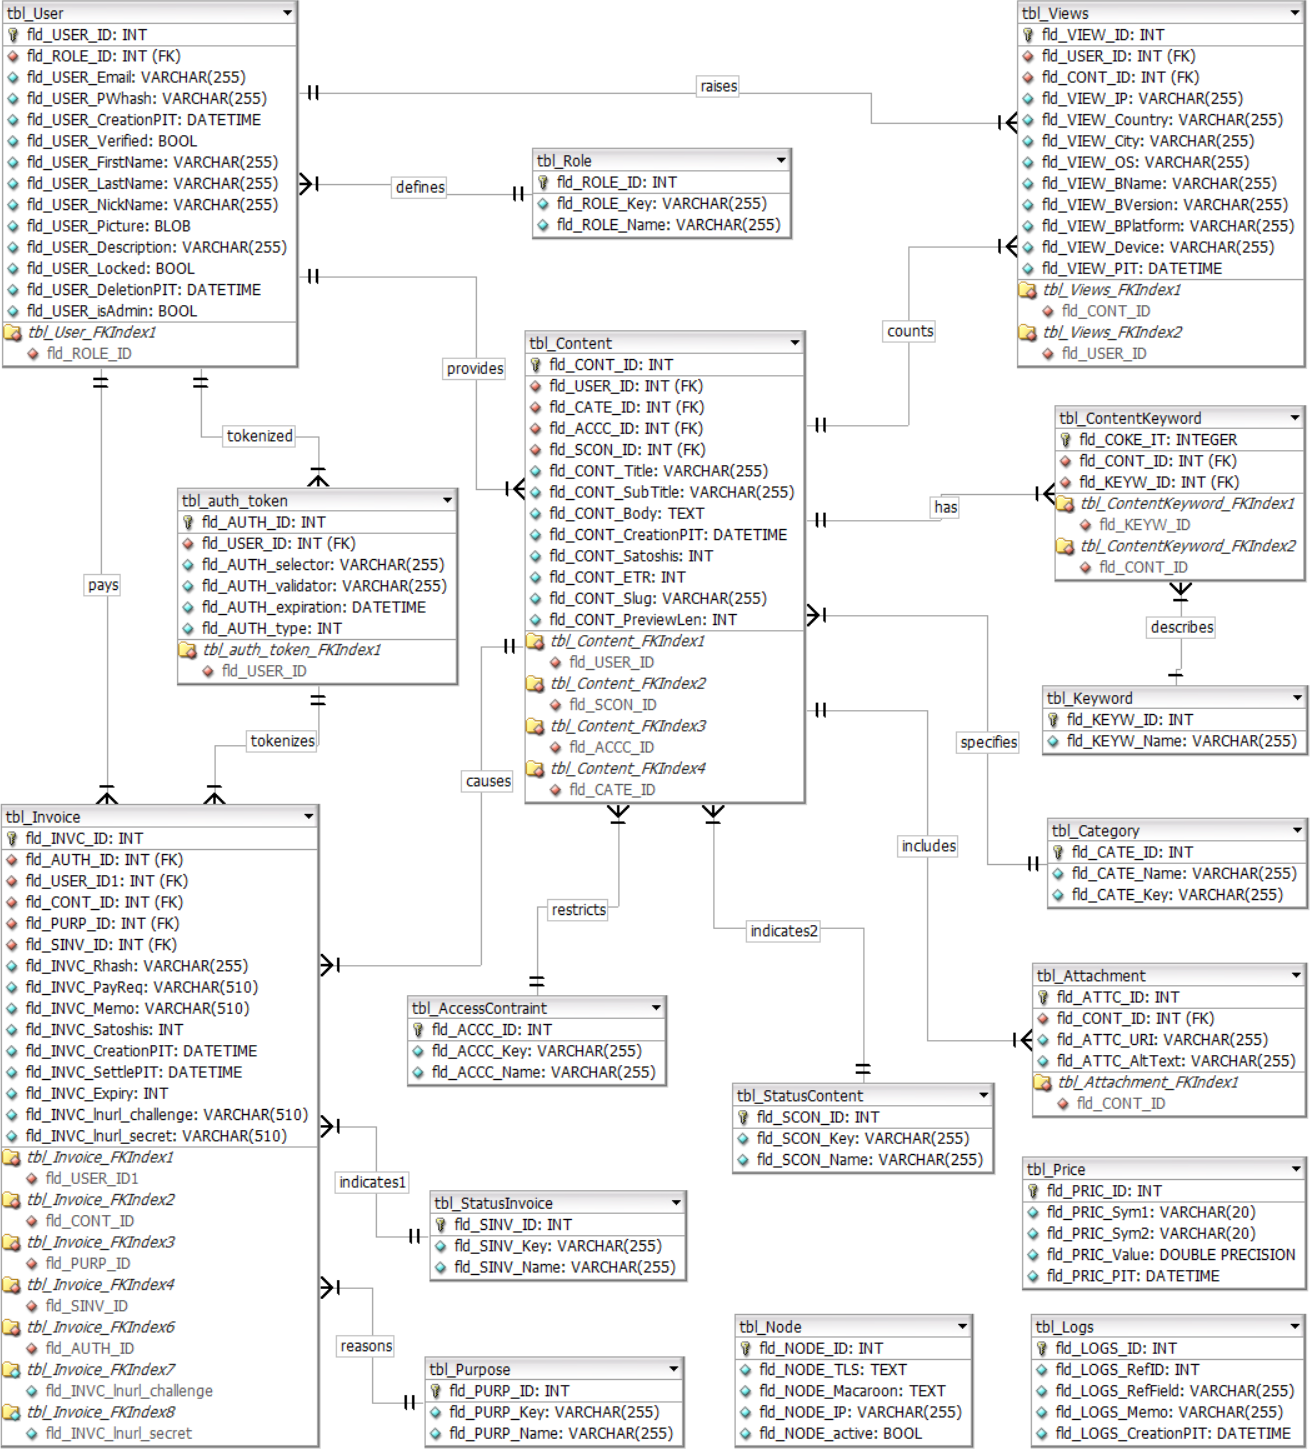 tbl_User
fld_USER_ID: INT
fld_ROLE_ID: INT (FK)
fld_USER_Email: VARCHAR(255)
fld_USER_PWhash: VARCHAR(255)
fld_USER_CreationPIT: DATETIME
fld_USER_Verified: BOOL
fld_USER_FirstName: VARCHAR(255)
fld_USER_LastName: VARCHAR(255)
fld_USER_NickName: VARCHAR(255)
fld_USER_Picture: BLOB
fld_USER_Description: VARCHAR(255)
fld_USER_Locked: BOOL
fld_USER_DeletionPIT: DATETIME
fld_USER_isAdmin: BOOL
tbl_User_FKIndex1
fld_ROLE_ID
raises
defines
provides
tokenized
pays
tbl_Role
fld_ROLE_ID: INT
fld_ROLE_Key: VARCHAR(255)
fld_ROLE_Name: VARCHAR(255)
tbl_Views
fld_VIEW_ID: INT
fld_USER_ID: INT (FK)
fld_CONT_ID: INT (FK)
fld_VIEW_IP: VARCHAR(255)
fld_VIEW_Country: VARCHAR(255)
fld_VIEW_City: VARCHAR(255)
fld_VIEW_OS: VARCHAR(255)
fld_VIEW_BName: VARCHAR(255)
fld_VIEW_BVersion: VARCHAR(255)
fld_VIEW_BPlatform: VARCHAR(255)
fld_VIEW_Device: VARCHAR(255)
fld_VIEW_PIT: DATETIME
tbl_Views_FKIndex1
fld_CONT_ID
tbl_Views_FKIndex2
fld_USER_ID
counts
tbl_Content
fld_CONT_ID: INT
fld_USER_ID: INT (FK)
fld_CATE_ID: INT (FK)
fld_ACCC_ID: INT (FK)
fld_SCON_ID: INT (FK)
fld_CONT_Title: VARCHAR(255)
fld_CONT_SubTitle: VARCHAR(255)
fld_CONT_Body: TEXT
fld_CONT_CreationPIT: DATETIME
fld_CONT_Satoshis: INT
fld_CONT_ETR: INT
fld_CONT_Slug: VARCHAR(255)
fld_CONT_PreviewLen: INT
tbl_Content_FKIndex1
fld_USER_ID
tbl_Content_FKIndex2
fld_SCON_ID
tbl_Content_FKIndex3
fld_ACCC_ID
tbl_Content_FKIndex4
fld_CATE_ID
has
tbl_ContentKeyword
fld_COKE_IT: INTEGER
fld_CONT_ID: INT (FK)
fld_KEYW_ID: INT (FK)
tbl_ContentKeyword_FKIndex1
fld_KEYW_ID
tbl_ContentKeyword_FKIndex2
fld_CONT_ID
describes
tbl_Keyword
fld_KEYW_ID: INT
fld_KEYW_Name: VARCHAR(255)
tbl_auth_token
fld_AUTH_ID: INT
fld_USER_ID: INT (FK)
fld_AUTH_selector: VARCHAR(255)
fld_AUTH_validator: VARCHAR(255)
fld_AUTH_expiration: DATETIME
fld_AUTH_type: INT
tbl_auth_token_FKIndex1
fld_USER_ID
tokenizes
causes
specifies
includes
restricts
indicates2
tbl_Category
fld_CATE_ID: INT
fld_CATE_Name: VARCHAR(255)
fld_CATE_Key: VARCHAR(255)
tbl_Invoice
fld_INVC_ID: INT
fld_AUTH_ID: INT (FK)
fld_USER_ID1: INT (FK)
fld_CONT_ID: INT (FK)
fld_PURP_ID: INT (FK)
fld_SINV_ID: INT (FK)
fld_INVC_Rhash: VARCHAR(255)
fld_INVC_PayReq: VARCHAR(510)
fld_INVC_Memo: VARCHAR(510)
fld_INVC_Satoshis: INT
fld_INVC_CreationPIT: DATETIME
fld_INVC_SettlePIT: DATETIME
fld_INVC_Expiry: INT
fld_INVC_lnurl_challenge: VARCHAR(510)
fld_INVC_lnurl_secret: VARCHAR(510)
tbl_Invoice_FKIndex1
fld_USER_ID1
tbl_Invoice_FKIndex2
fld_CONT_ID
tbl_Invoice_FKIndex3
fld_PURP_ID
tbl_Invoice_FKIndex4
fld_SINV_ID
tbl_Invoice_FKIndex6
fld_AUTH_ID
tbl_Invoice_FKIndex7
fld_INVC_lnurl_challenge
tbl_Invoice_FKIndex8
fld_INVC_lnurl_secret
tbl_AccessContraint
fld_ACCC_ID: INT
fld_ACCC_Key: VARCHAR(255)
fld_ACCC_Name: VARCHAR(255)
tbl_Attachment
fld_ATTC_ID: INT
fld_CONT_ID: INT (FK)
fld_ATTC_URI: VARCHAR(255)
fld_ATTC_AltText: VARCHAR(255)
tbl_Attachment_FKIndex1
fld_CONT_ID
tbl_StatusContent
fld_SCON_ID: INT
fld_SCON_Key: VARCHAR(255)
fld_SCON_Name: VARCHAR(255)
indicates1
tbl_StatusInvoice
fld_SINV_ID: INT
fld_SINV_Key: VARCHAR(255)
fld_SINV_Name: VARCHAR(255)
tbl_Price
fld_PRIC_ID: INT
fld_PRIC_Sym1: VARCHAR(20)
fld_PRIC_Sym2: VARCHAR(20)
fld_PRIC_Value: DOUBLE PRECISION
fld_PRIC_PIT: DATETIME
reasons
tbl_Purpose
fld_PURP_ID: INT
fld_PURP_Key: VARCHAR(255)
fld_PURP_Name: VARCHAR(255)
tbl_Node
fld_NODE_ID: INT
fld_NODE_TLS: TEXT
fld_NODE_Macaroon: TEXT
fld_NODE_IP: VARCHAR(255)
fld_NODE_active: BOOL
tbl_Logs
fld_LOGS_ID: INT
fld_LOGS_RefID: INT
fld_LOGS_RefField: VARCHAR(255)
fld_LOGS_Memo: VARCHAR(255)
fld_LOGS_CreationPIT: DATETIME